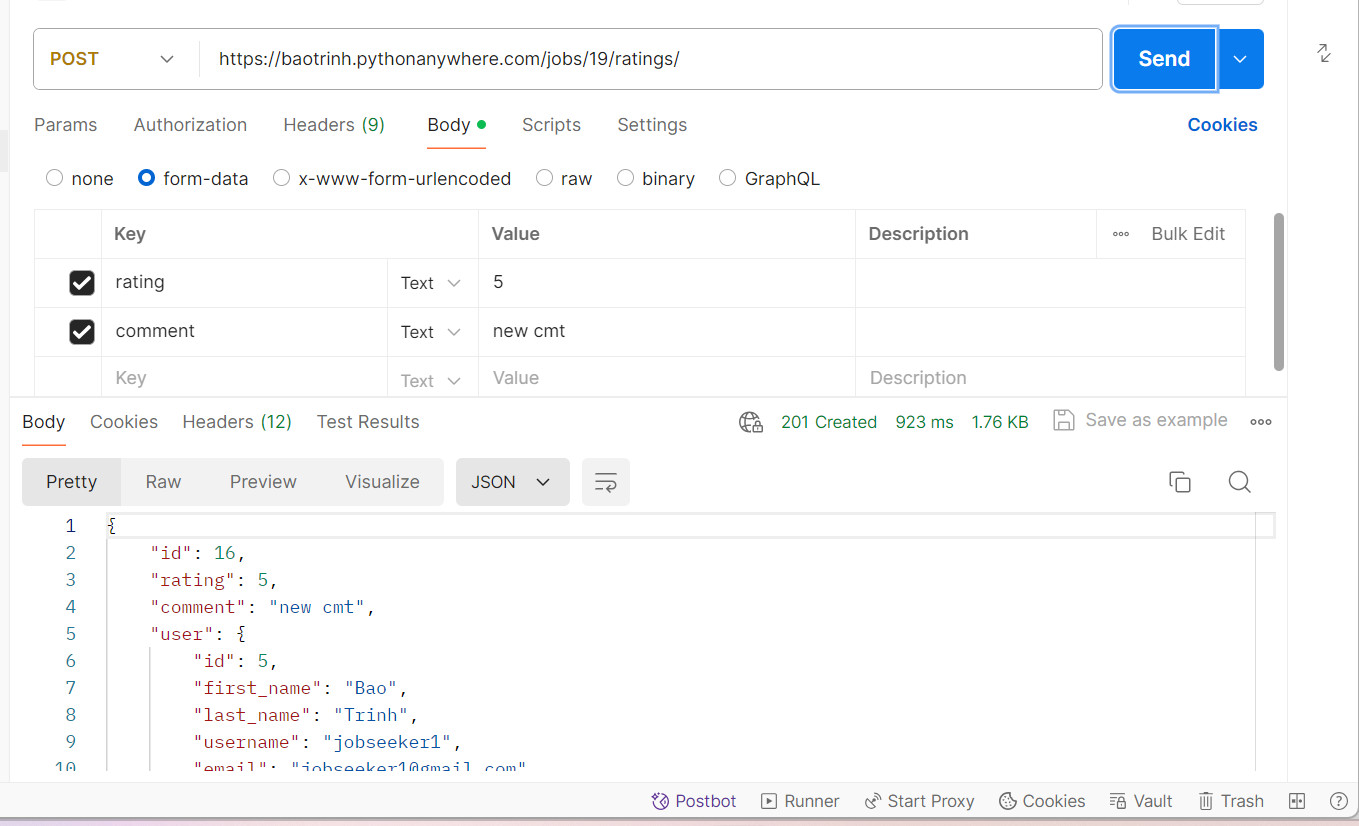 POST https://baotrinh.pythonanywhere.com/jobs/19/ratings/ Send
Params Authorization Headers (9) Body Scripts Settings Cookies
none form-data x-www-form-urlencoded raw binary GraphQL
Key Value Description Bulk Edit
rating Text 5
comment Text new cmt
Key Text Value Description
Body Cookies Headers (12) Test Results 201 Created 923 ms 1.76 KB Save as example
Pretty Raw Preview Visualize JSON
1 {
2 "id": 16,
3 "rating": 5,
4 "comment": "new cmt",
5 "user": {
6 "id": 5,
7 "first_name": "Bao",
8 "last_name": "Trinh",
9 "username": "jobseeker1",
10 "email": "jobseeker10@gmail.com"
Postbot Runner Start Proxy Cookies Vault Trash